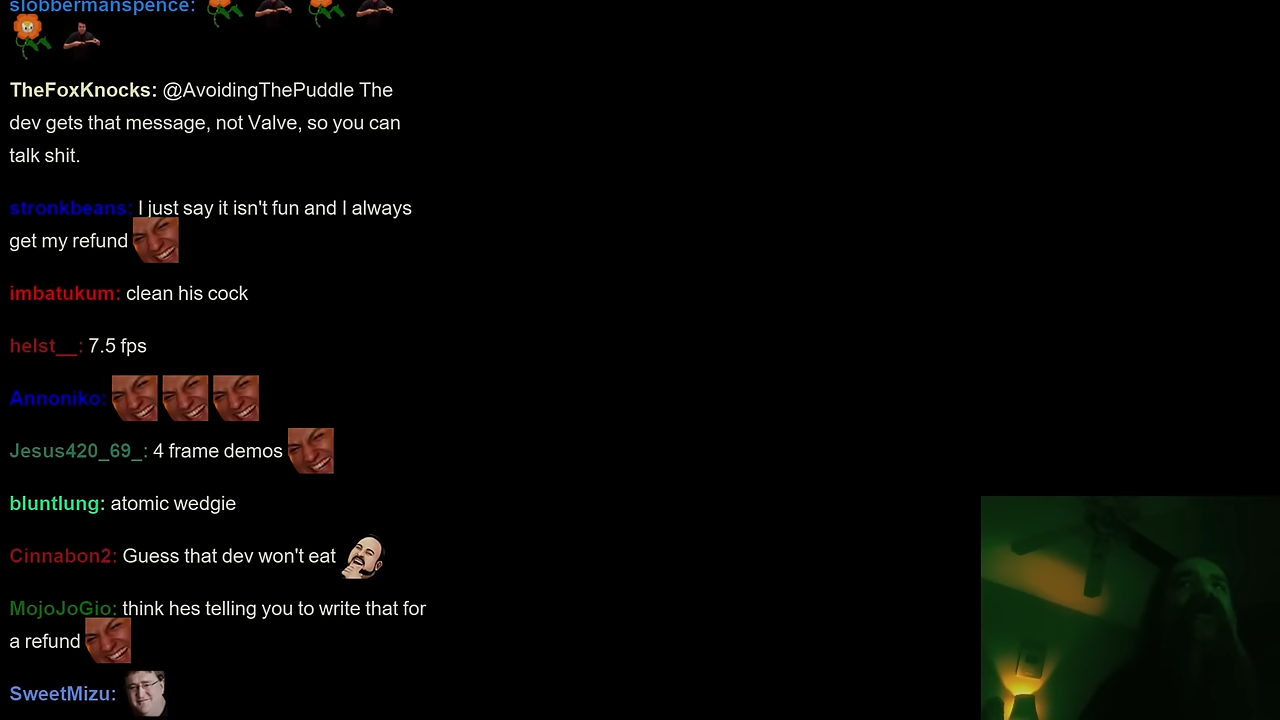 slobbermanspence:
TheFoxKnocks: @AvoidingThePuddle The
dev gets that message, not Valve, so you can
talk shit.
stronkbeans: I just say it isn't fun and I always
get my refund
imbatukum: clean his cock
helst__: 7.5 fps
Annoniko:
Jesus420_69_: 4 frame demos
bluntlung: atomic wedgie
Cinnabon2: Guess that dev won't eat
MojoJoGio: think hes telling you to write that for
a refund
SweetMizu: